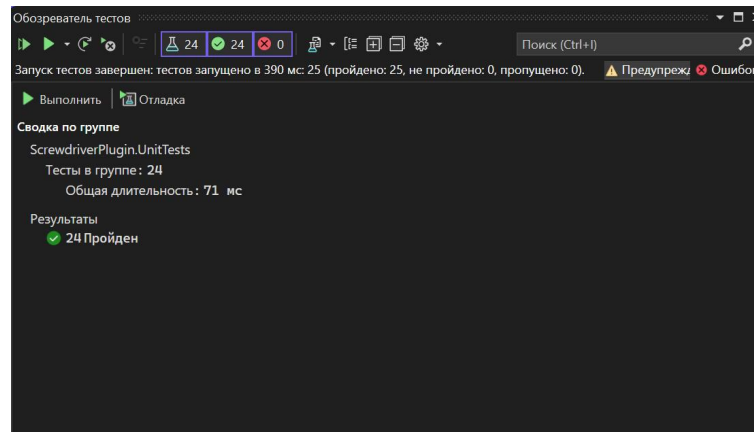 Обозреватель тестов
24 24 0 Поиск (Ctrl+I)
Запуск тестов завершен: тестов запущено в 390 мс: 25 (пройдено: 25, не пройдено: 0, пропущено: 0). Предупреж Ошибо
Выполнить Отладка
Сводка по группе
ScrewdriverPlugin.UnitTests
Тесты в группе: 24
Общая длительность: 71 мс
Результаты
24 Пройден